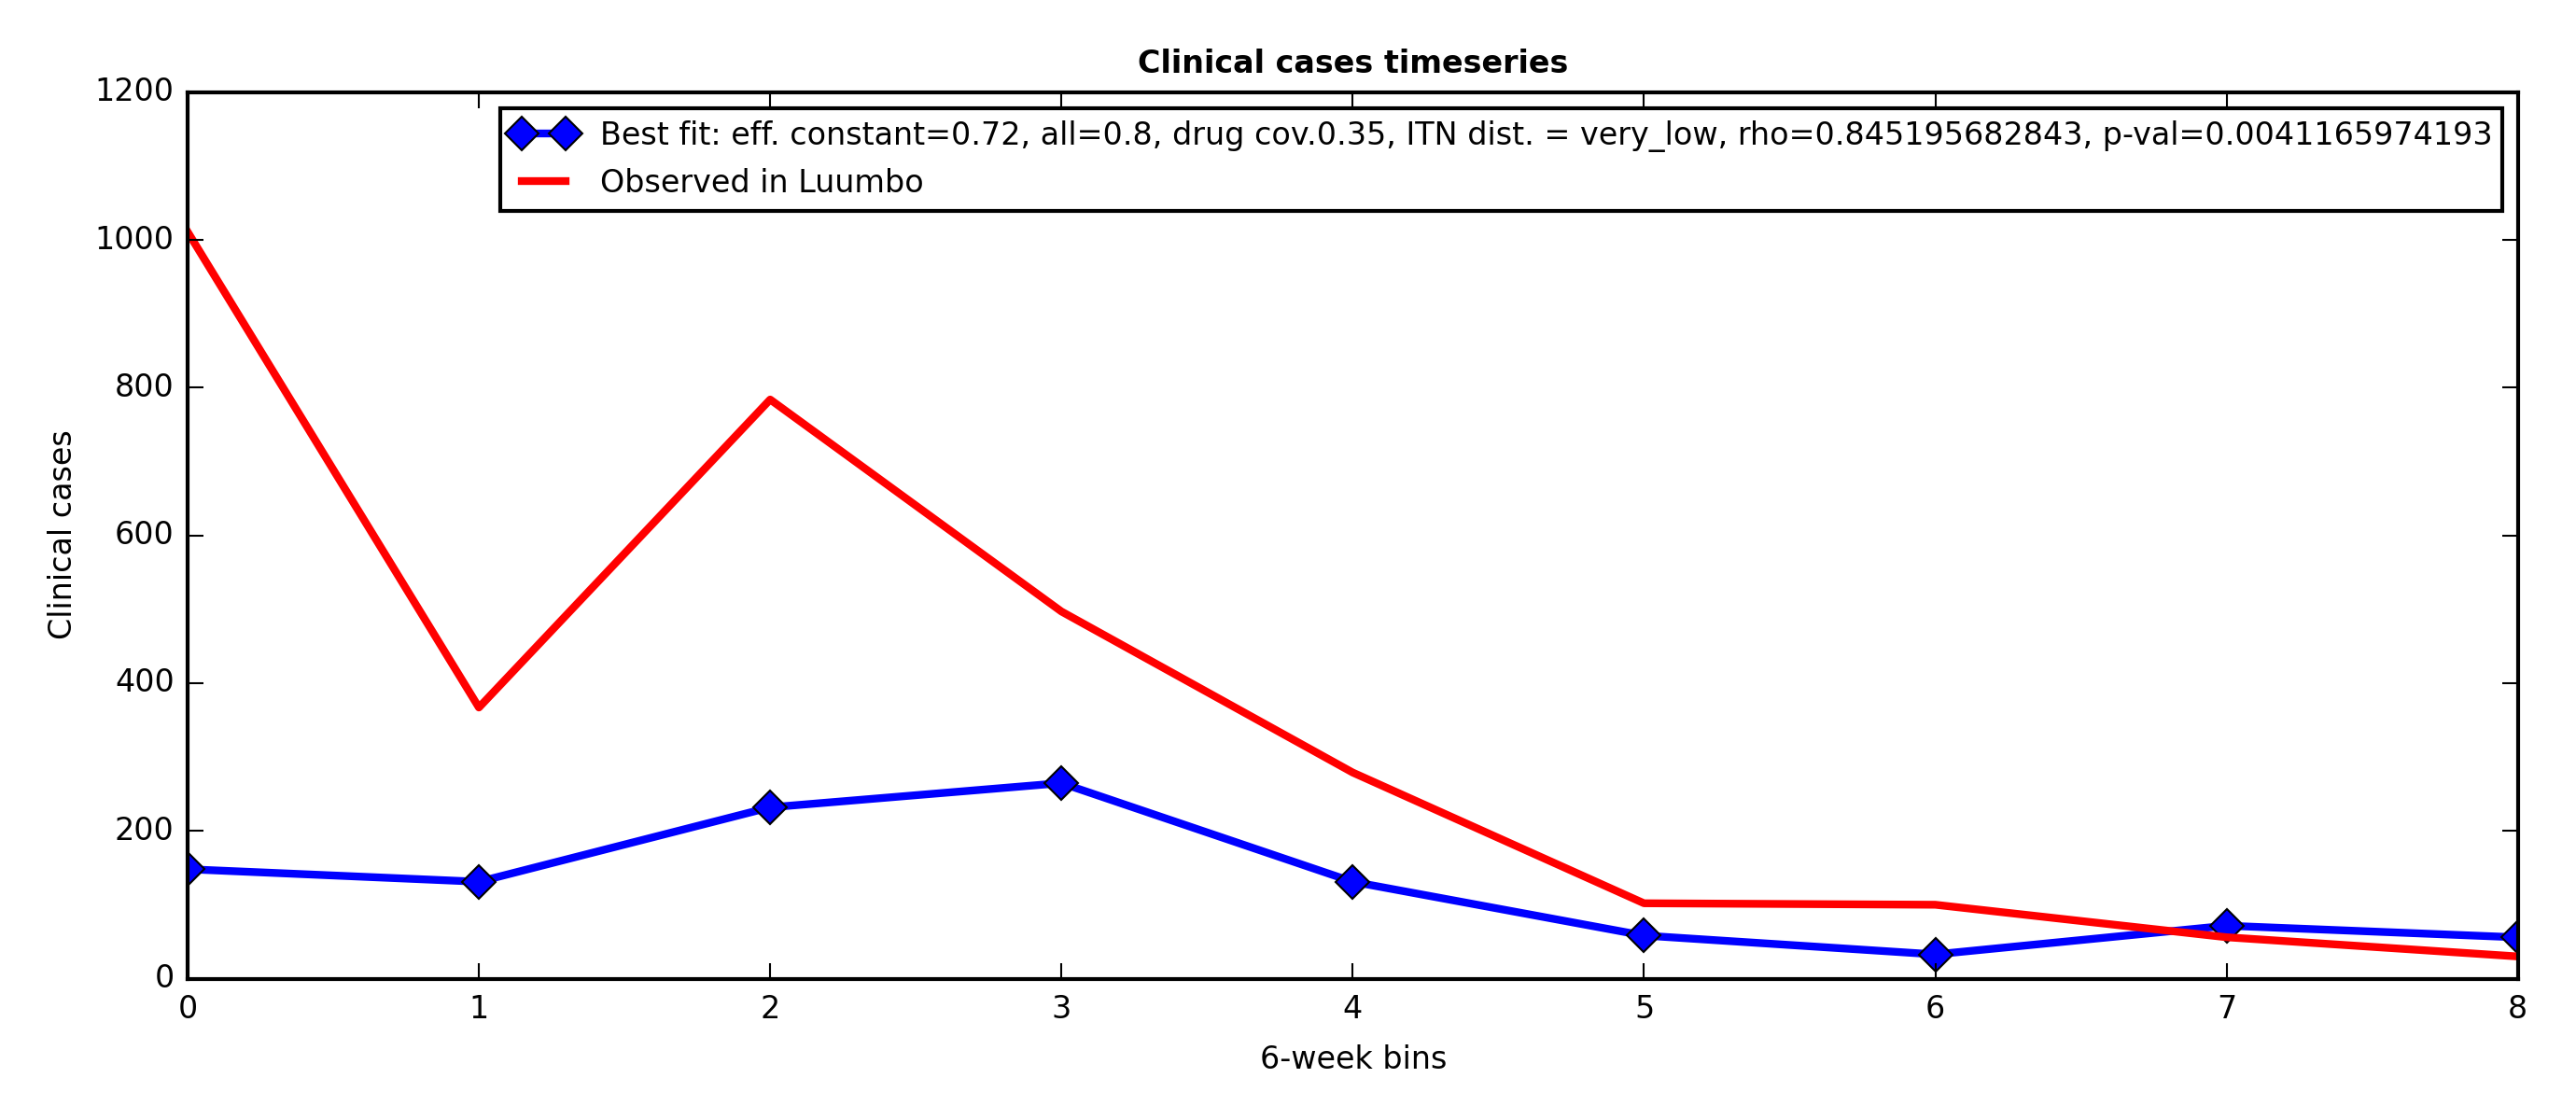 Clinical cases timeseries
1200
1000
800
600
400
200
0
Clinical cases
Best fit: eff. constant=0.72, all=0.8, drug cov.0.35, ITN dist. = very_low, rho=0.845195682843, p-val=0.0041165974193
Observed in Luumbo
0 1 2 3 4 5 6 7 8
6-week bins